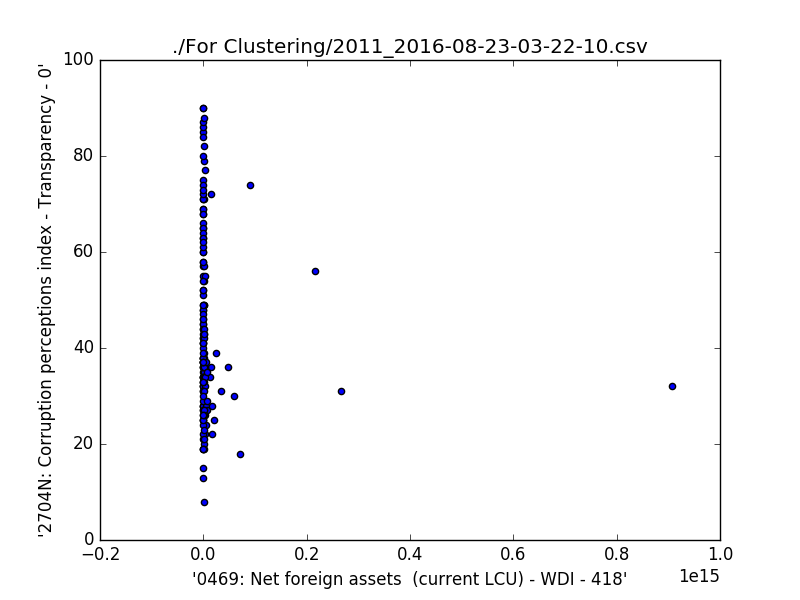 ./For Clustering/2011_2016-08-23-03-22-10.csv
100
80
60
40
20
0
'2704N: Corruption perceptions index - Transparency - 0'
−0.2 0.0 0.2 0.4 0.6 0.8 1.0
1e15
'0469: Net foreign assets  (current LCU) - WDI - 418'